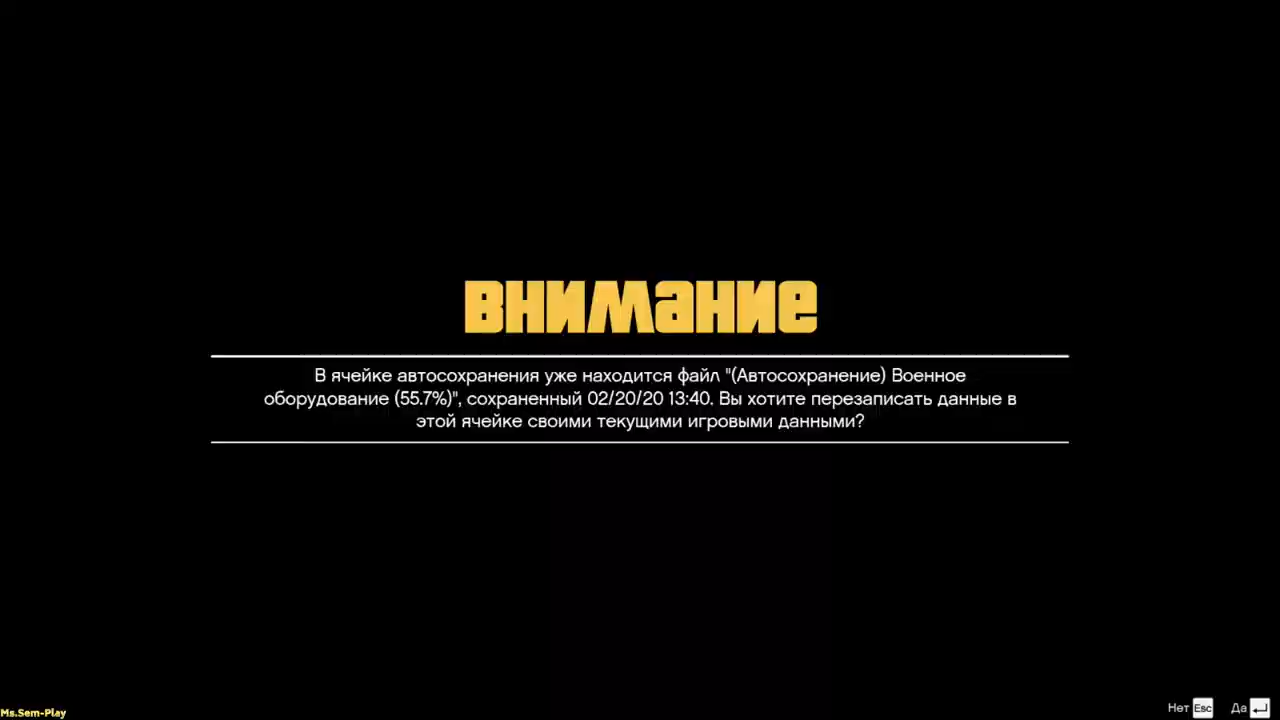 внимание
В ячейке автосохранения уже находится файл "(Автосохранение) Военное
оборудование (55.7%)", сохраненный 02/20/20 13:40. Вы хотите перезаписать данные в
этой ячейке своими текущими игровыми данными?
Нет Esc Да
Ms.Sem-Play